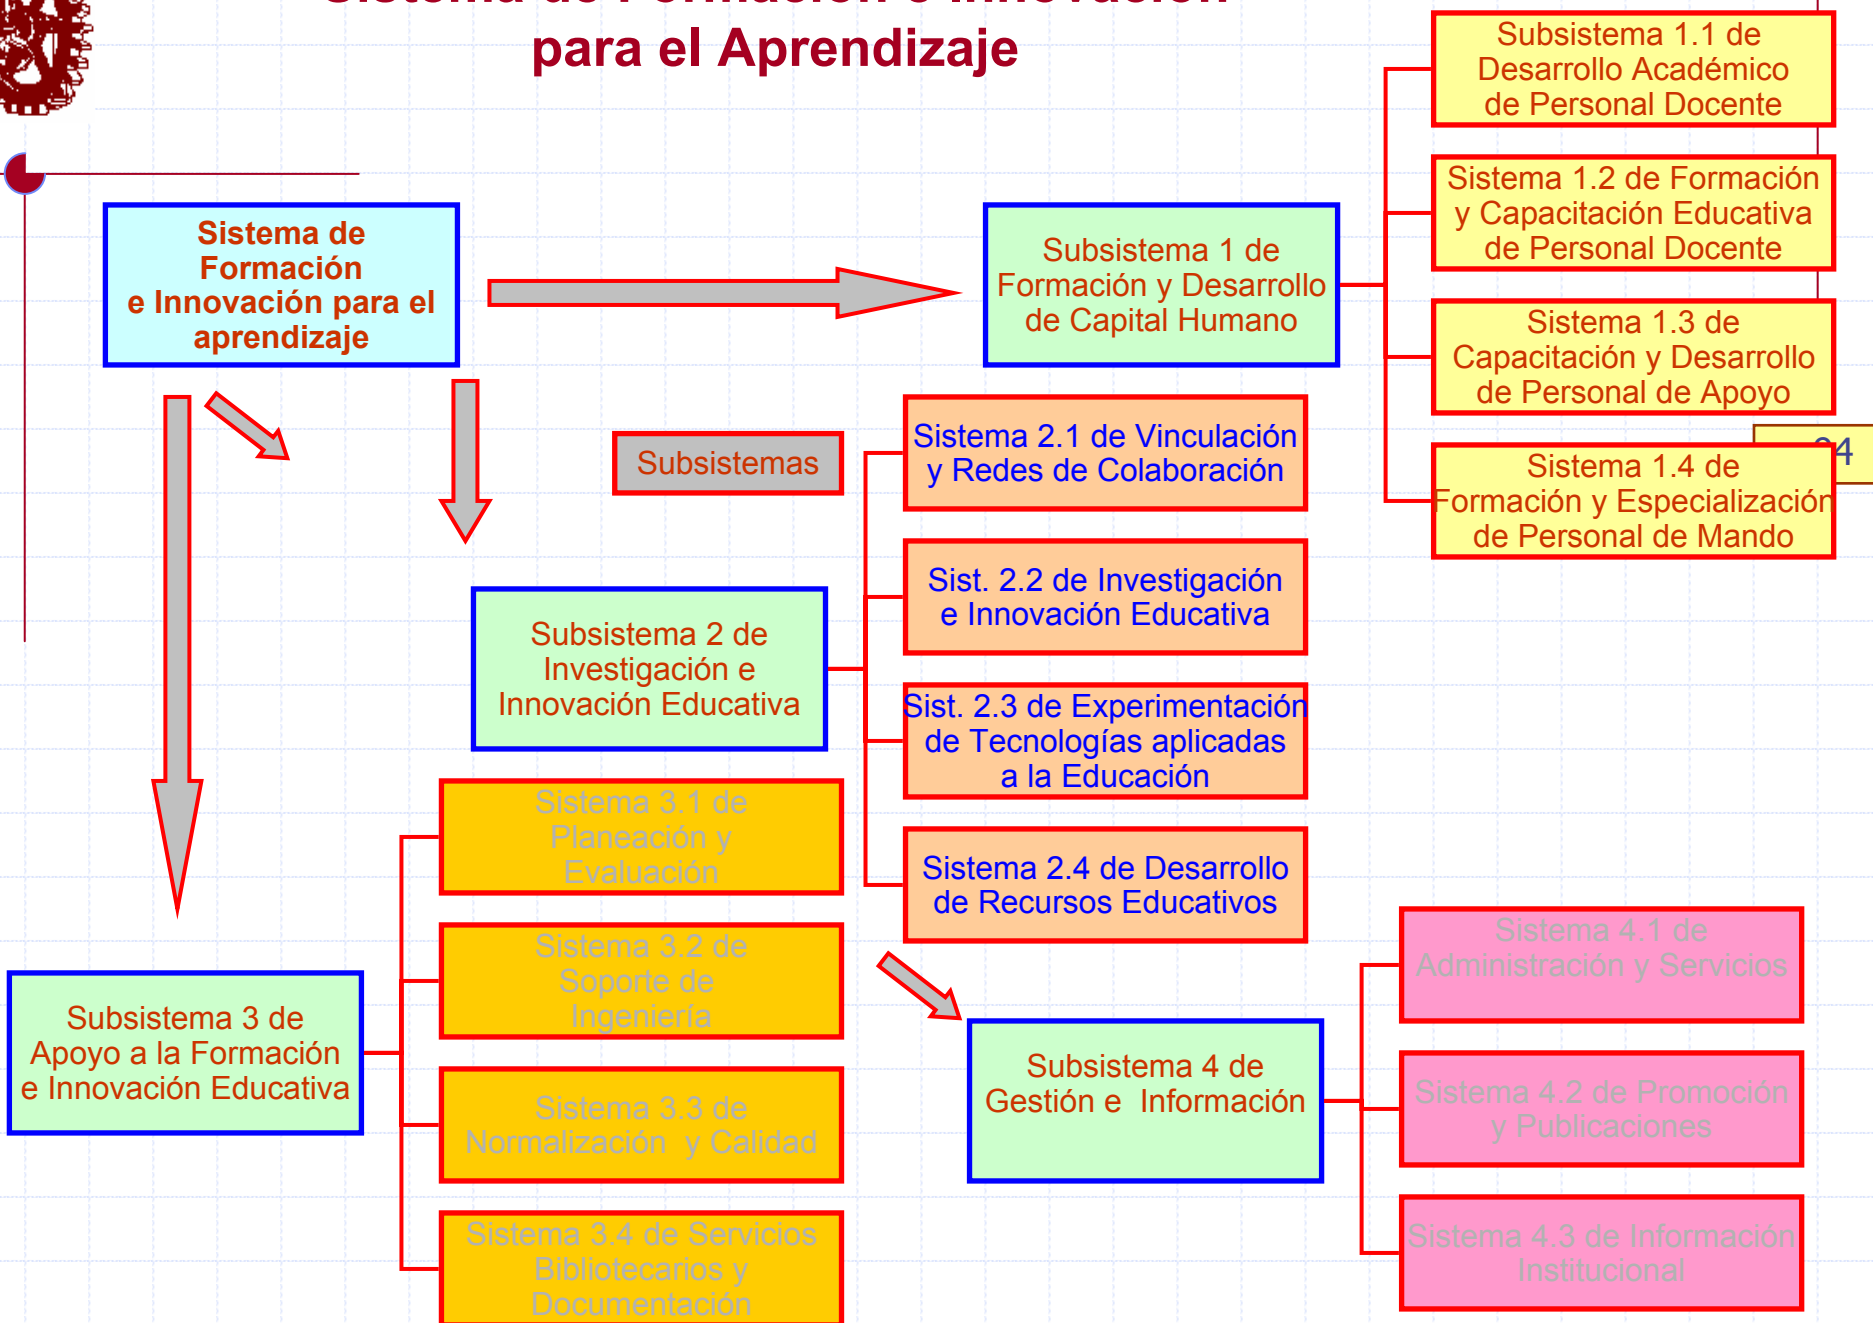 Sistema de Formación e Innovación
para el Aprendizaje
Sistema de
Formación
e Innovación para el
aprendizaje
Subsistema 1 de
Formación y Desarrollo
de Capital Humano
Subsistema 1.1 de
Desarrollo Académico
de Personal Docente
Sistema 1.2 de Formación
y Capacitación Educativa
de Personal Docente
Sistema 1.3 de
Capacitación y Desarrollo
de Personal de Apoyo
Sistema 1.4 de
Formación y Especialización
de Personal de Mando
Subsistemas
Subsistema 2 de
Investigación e
Innovación Educativa
Sistema 2.1 de Vinculación
y Redes de Colaboración
Sist. 2.2 de Investigación
e Innovación Educativa
Sist. 2.3 de Experimentación
de Tecnologías aplicadas
a la Educación
Sistema 2.4 de Desarrollo
de Recursos Educativos
Subsistema 3 de
Apoyo a la Formación
e Innovación Educativa
Sistema 3.1 de
Planeación y
Evaluación
Sistema 3.2 de
Soporte de
Ingeniería
Sistema 3.3 de
Normalización  y Calidad
Sistema 3.4 de Servicios
Bibliotecarios y
Documentación
Subsistema 4 de
Gestión e  Información
Sistema 4.1 de
Administración y Servicios
Sistema 4.2 de Promoción
y Publicaciones
Sistema 4.3 de Información
Institucional